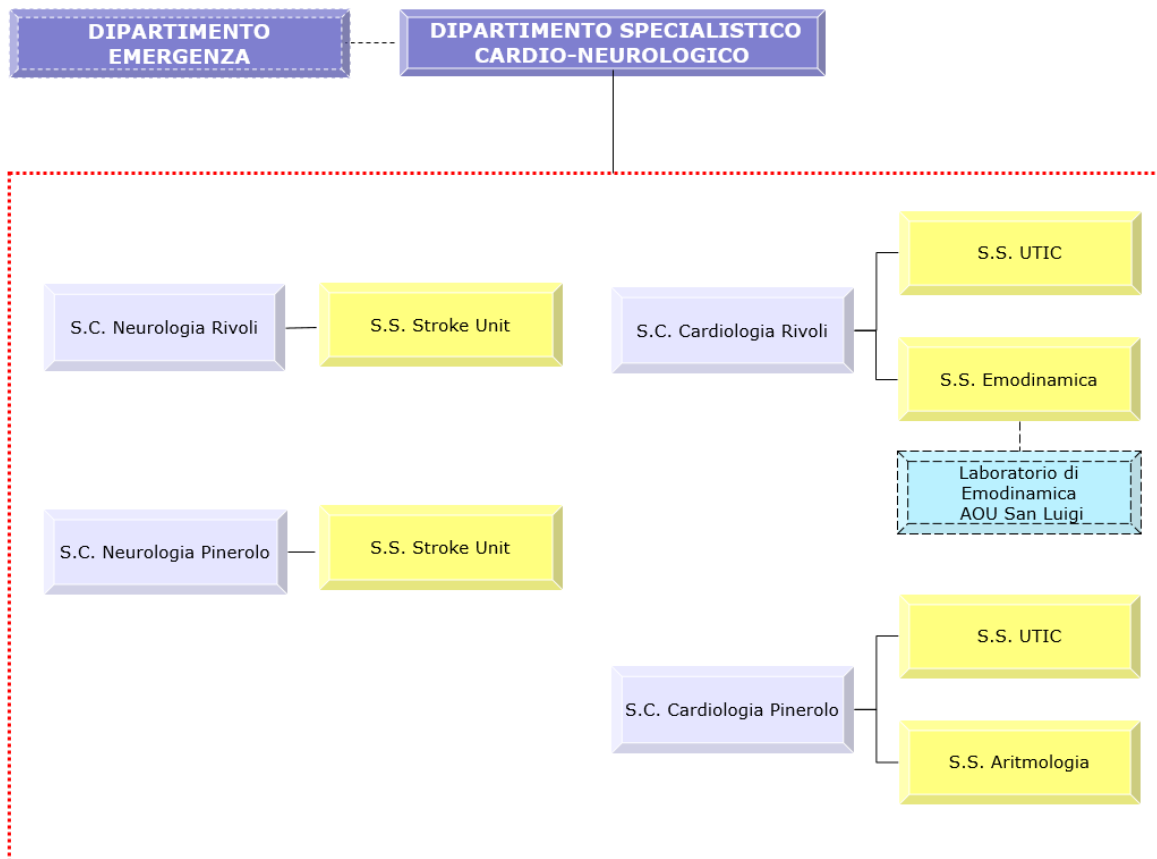 DIPARTIMENTO
EMERGENZA
DIPARTIMENTO SPECIALISTICO
CARDIO-NEUROLOGICO
S.C. Neurologia Rivoli
S.S. Stroke Unit
S.C. Cardiologia Rivoli
S.S. UTIC
S.S. Emodinamica
Laboratorio di
Emodinamica
AOU San Luigi
S.C. Neurologia Pinerolo
S.S. Stroke Unit
S.C. Cardiologia Pinerolo
S.S. UTIC
S.S. Aritmologia